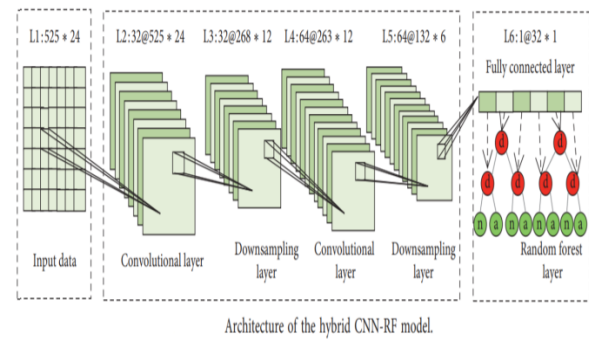 L1:525 * 24
L2:32@525 * 24
L3:32@268 * 12
L4:64@263 * 12
L5:64@132 * 6
L6:1@32 * 1
Fully connected layer
d
d
d
d
d
d
n a n a n a n a
Input data
Convolutional layer
Downsampling
layer
Convolutional
layer
Downsampling
layer
Random forest
layer
Architecture of the hybrid CNN-RF model.